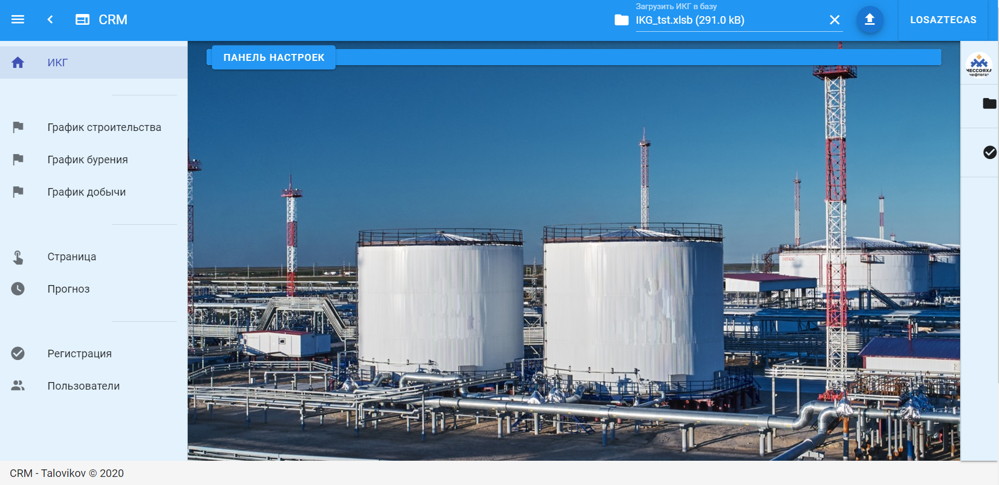 CRM
Загрузить ИКГ в базу
IKG_tst.xlsb (291.0 kB)
LOSAZTECAS
ИКГ
График строительства
График бурения
График добычи
Страница
Прогноз
Регистрация
Пользователи
ПАНЕЛЬ НАСТРОЕК
МЕССОЯХА
нефтегаз
CRM - Talovikov © 2020